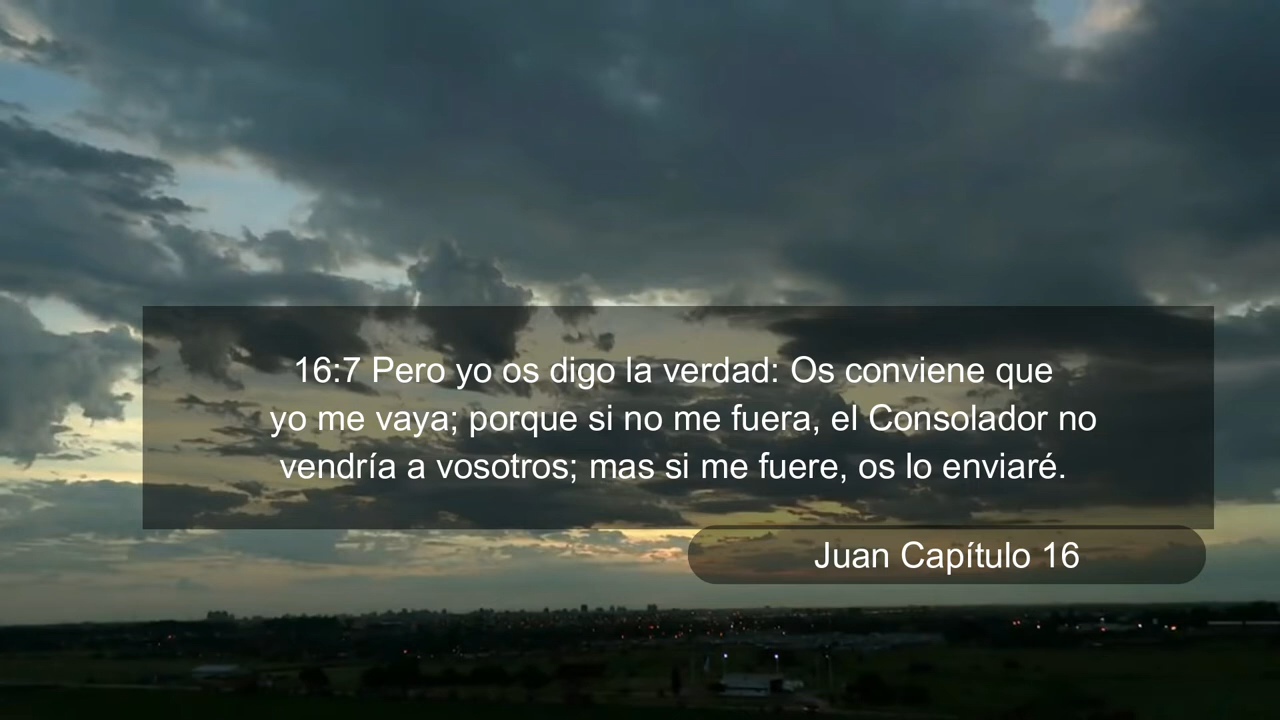 16:7 Pero yo os digo la verdad: Os conviene que
yo me vaya; porque si no me fuera, el Consolador no
vendría a vosotros; mas si me fuere, os lo enviaré.
Juan Capítulo 16